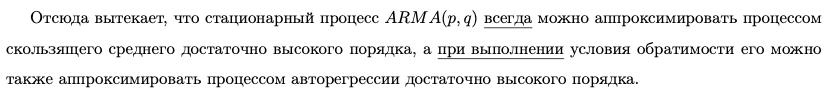 Отсюда вытекает, что стационарный процесс ARMA(p, q) всегда можно аппроксимировать процессом
скользящего среднего достаточно высокого порядка, а при выполнении условия обратимости его можно
также аппроксимировать процессом авторегрессии достаточно высокого порядка.